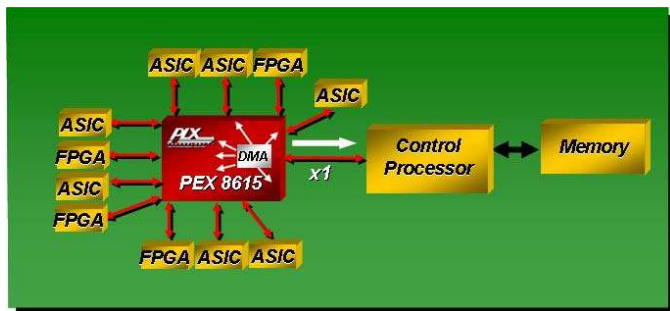 ASIC ASIC FPGA
ASIC
ASIC
FPGA
ASIC
FPGA
PLX
DMA
PEX 8615
x1
Control
Processor
Memory
FPGA ASIC ASIC